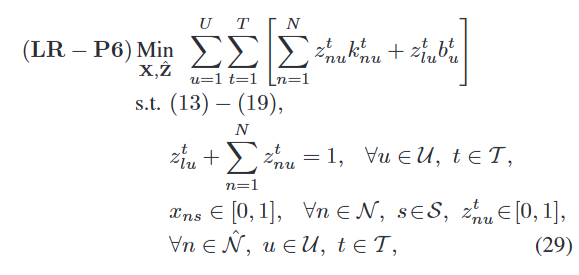 (LR − P6) Min_{X,Ẑ} ∑_{u=1}^{U} ∑_{t=1}^{T} [ ∑_{n=1}^{N} z_{nu}^{t} k_{nu}^{t} + z_{lu}^{t} b_{u}^{t} ]
s.t. (13) − (19),
z_{lu}^{t} + ∑_{n=1}^{N} z_{nu}^{t} = 1, ∀u ∈ 𝒰, t ∈ 𝒯,
x_{ns} ∈ [0, 1], ∀n ∈ 𝒩, s∈𝒮, z_{nu}^{t} ∈ [0, 1],
∀n ∈ 𝒩̂, u ∈ 𝒰, t ∈ 𝒯, (29)